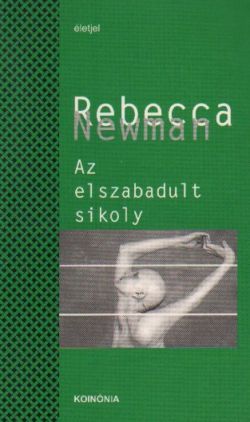 életjel
Rebecca
Newman
Az
elszabadult
sikoly
KOINÓNIA